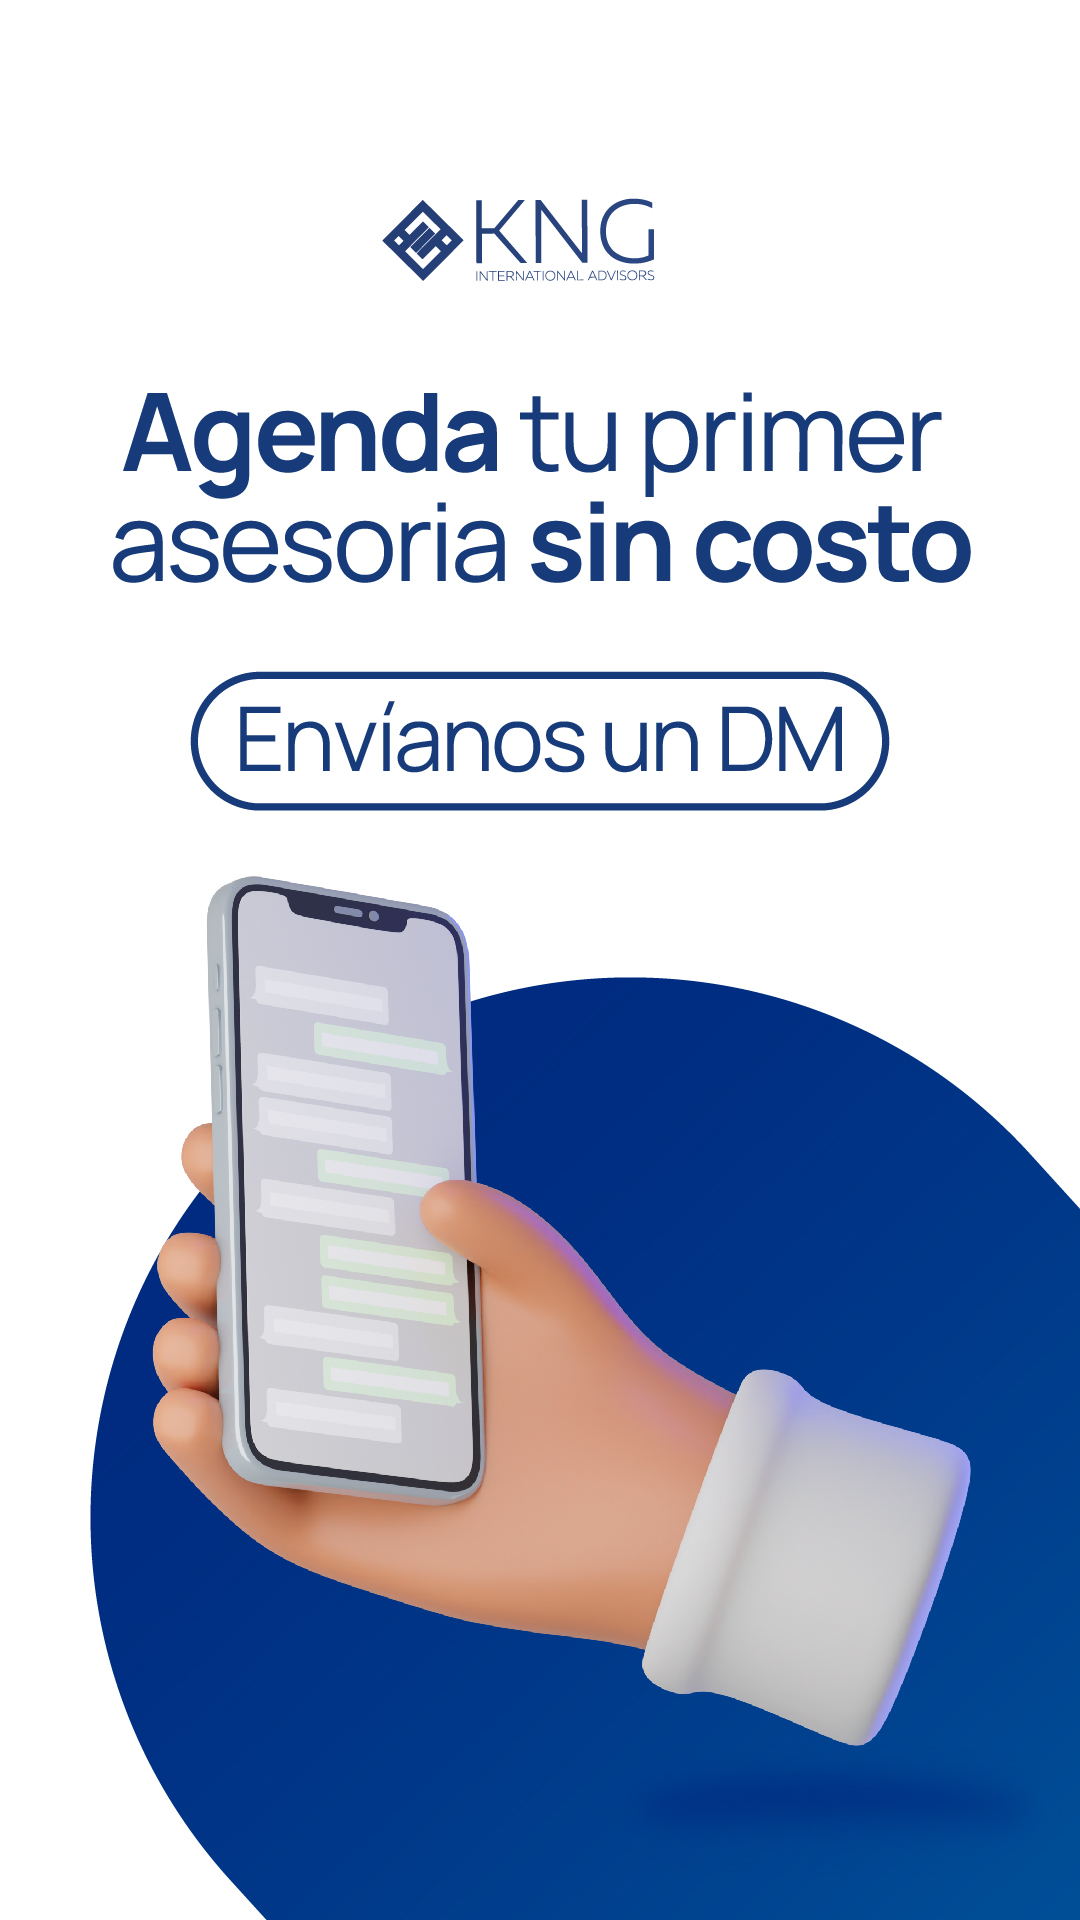 KNG
INTERNATIONAL ADVISORS
Agenda tu primer
asesoria sin costo
Envíanos un DM